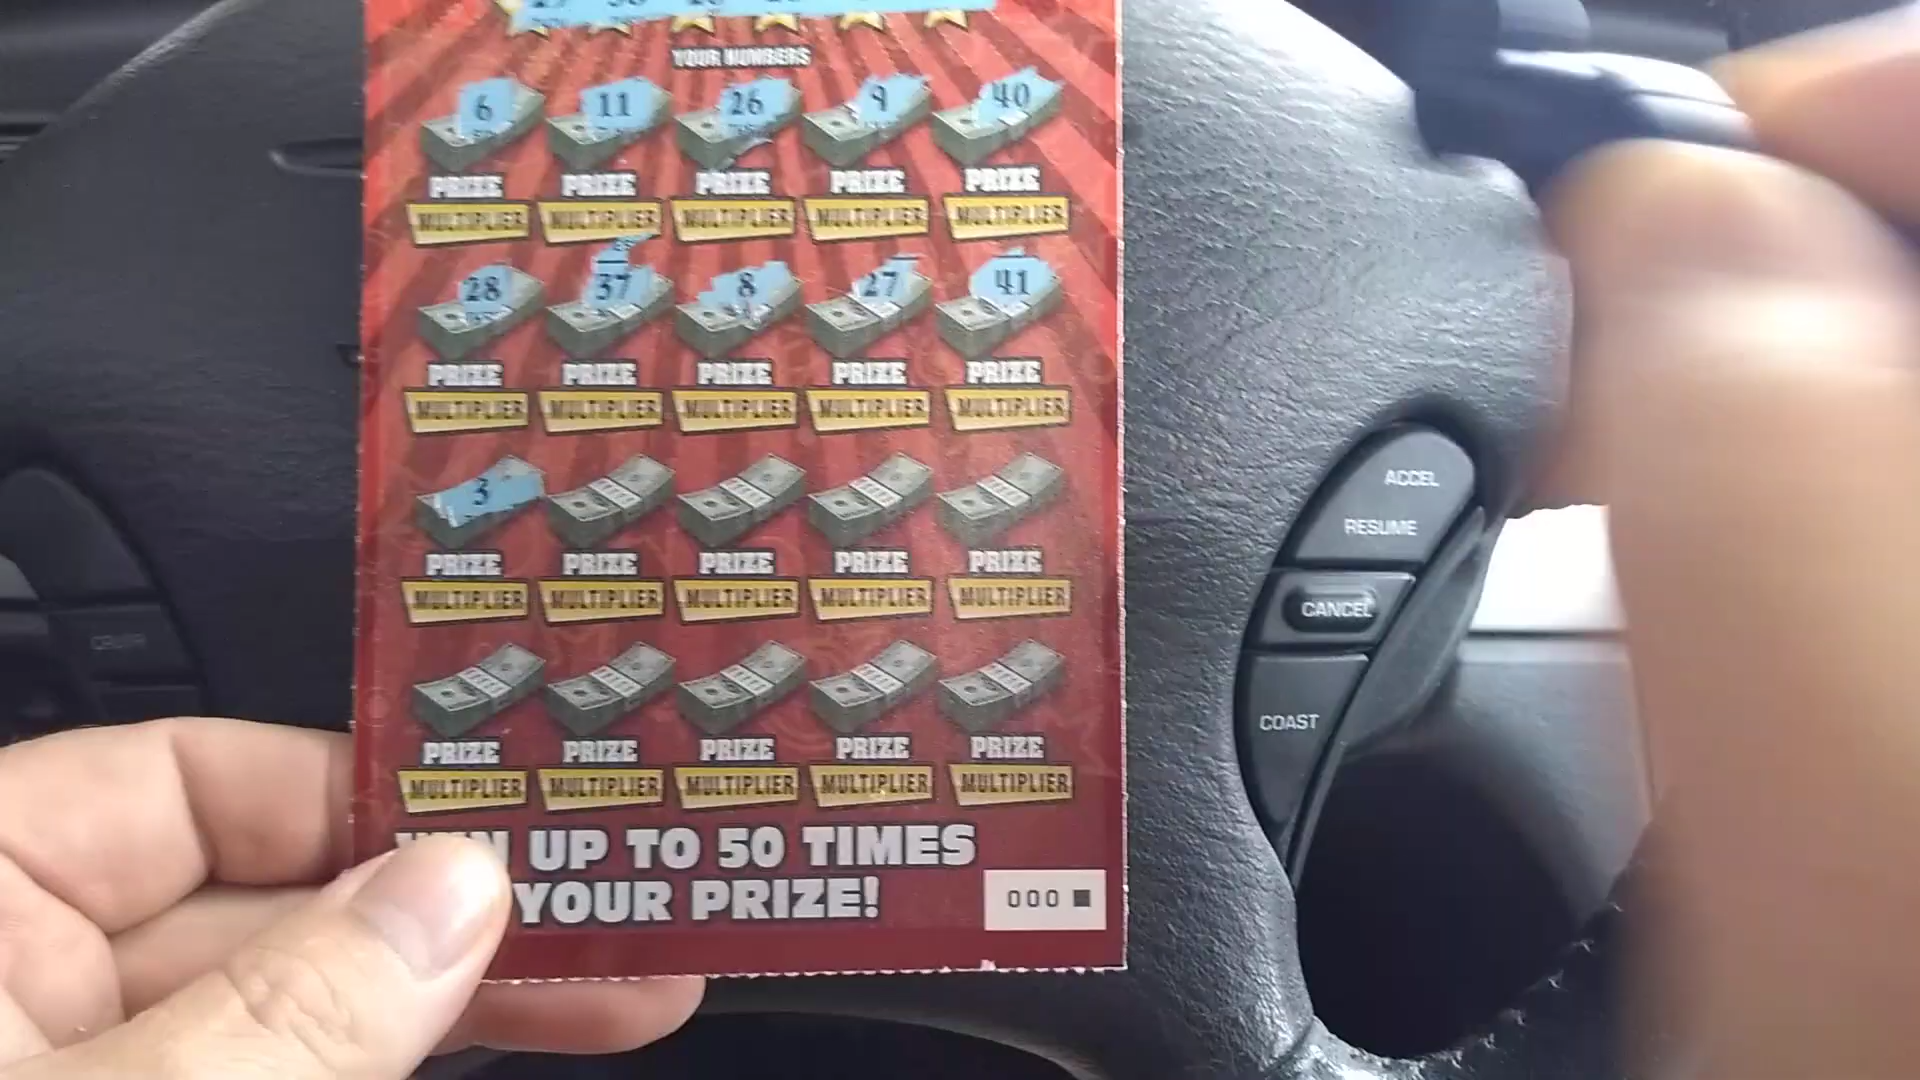 YOUR NUMBERS
6 11 26 9 40
PRIZE PRIZE PRIZE PRIZE PRIZE
MULTIPLIER MULTIPLIER MULTIPLIER MULTIPLIER MULTIPLIER
28 37 8 27 41
PRIZE PRIZE PRIZE PRIZE PRIZE
MULTIPLIER MULTIPLIER MULTIPLIER MULTIPLIER MULTIPLIER
3
PRIZE PRIZE PRIZE PRIZE PRIZE
MULTIPLIER MULTIPLIER MULTIPLIER MULTIPLIER MULTIPLIER
PRIZE PRIZE PRIZE PRIZE PRIZE
MULTIPLIER MULTIPLIER MULTIPLIER MULTIPLIER MULTIPLIER
UP TO 50 TIMES
YOUR PRIZE!
000
ACCEL
RESUME
CANCEL
COAST